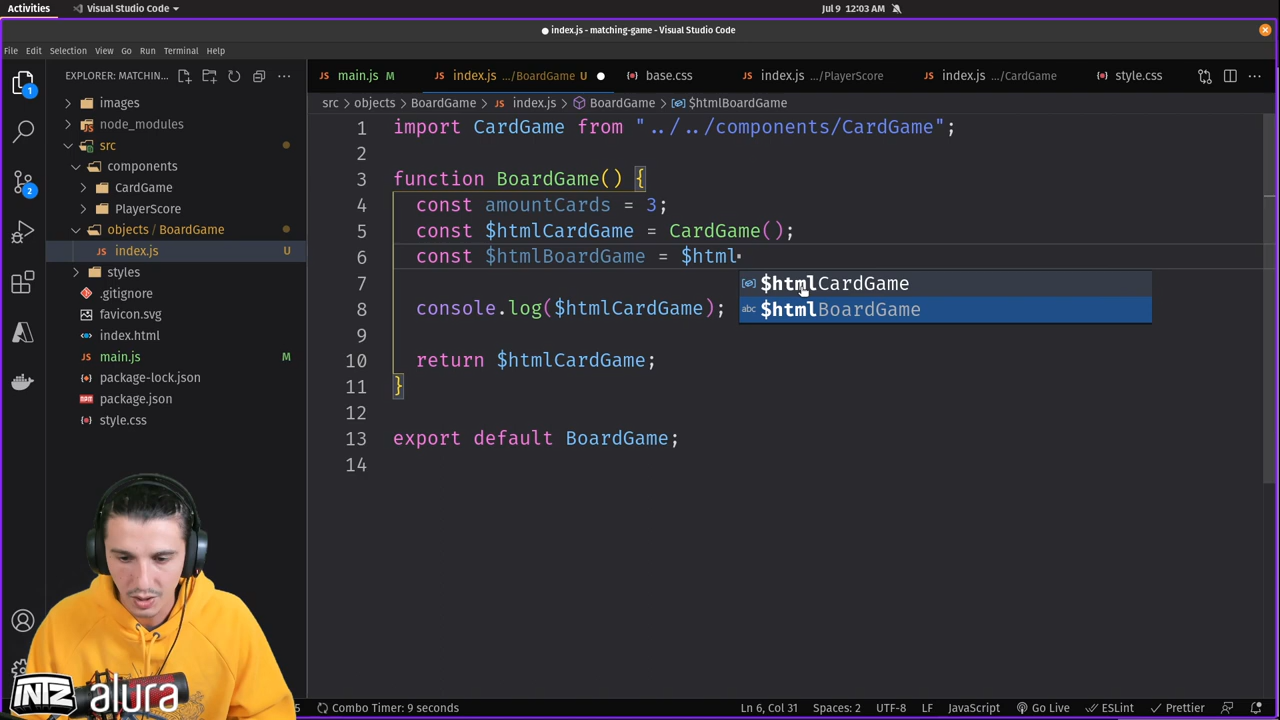 Activities
Visual Studio Code
Jul 9 12:03 AM
● index.js - matching-game - Visual Studio Code
File Edit Selection View Go Run Terminal Help
EXPLORER: MATCHIN...
main.js M
index.js .../BoardGame U
base.css
index.js .../PlayerScore
index.js .../CardGame
style.css
src > objects > BoardGame > index.js > BoardGame > $htmlBoardGame
1
2
images
node_modules
src
components
CardGame
PlayerScore
objects / BoardGame
index.js U
styles
.gitignore
favicon.svg
index.html
main.js M
package-lock.json
package.json
style.css
1 import CardGame from "../../components/CardGame";
2
3 function BoardGame() {
4 const amountCards = 3;
5 const $htmlCardGame = CardGame();
6 const $htmlBoardGame = $html
$htmlCardGame
abc $htmlBoardGame
7
8 console.log($htmlCardGame);
9
10 return $htmlCardGame;
11 }
12
13 export default BoardGame;
14
INTZ alura
Combo Timer: 9 seconds
Ln 6, Col 31
Spaces: 2
UTF-8
LF
JavaScript
Go Live
ESLint
Prettier